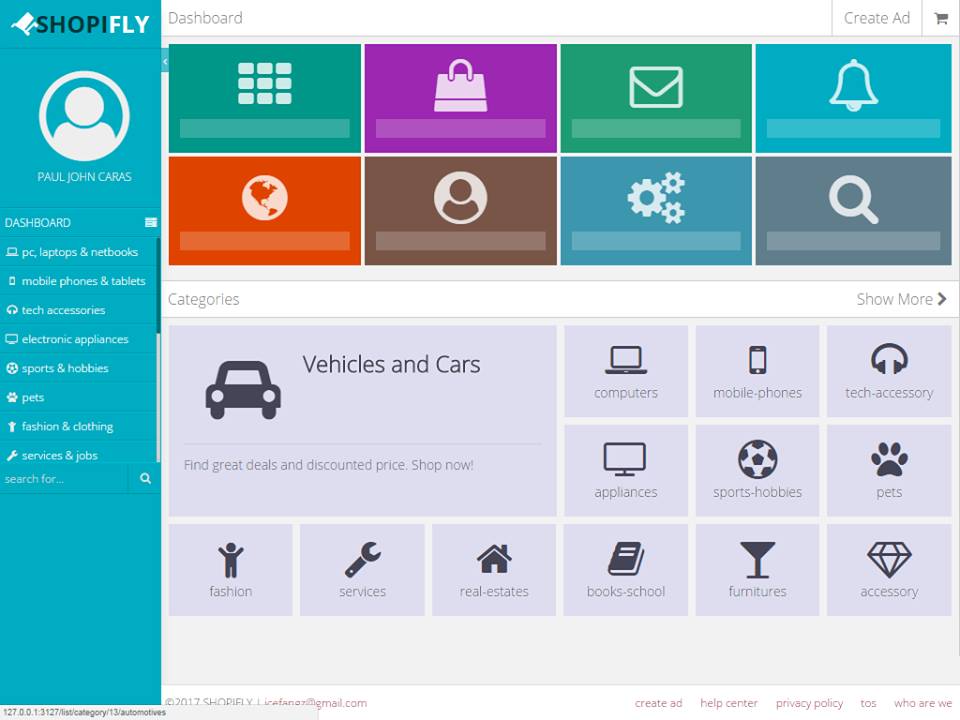 SHOPIFLY
Dashboard
Create Ad
PAUL JOHN CARAS
DASHBOARD
pc, laptops & netbooks
mobile phones & tablets
tech accessories
electronic appliances
sports & hobbies
pets
fashion & clothing
services & jobs
search for...
Categories
Show More
Vehicles and Cars
Find great deals and discounted price. Shop now!
computers
mobile-phones
tech-accessory
appliances
sports-hobbies
pets
fashion
services
real-estates
books-school
furnitures
accessory
©2017 SHOPIFLY | icefangz@gmail.com
create ad
help center
privacy policy
tos
who are we
127.0.0.1:3127/list/category/13/automotives